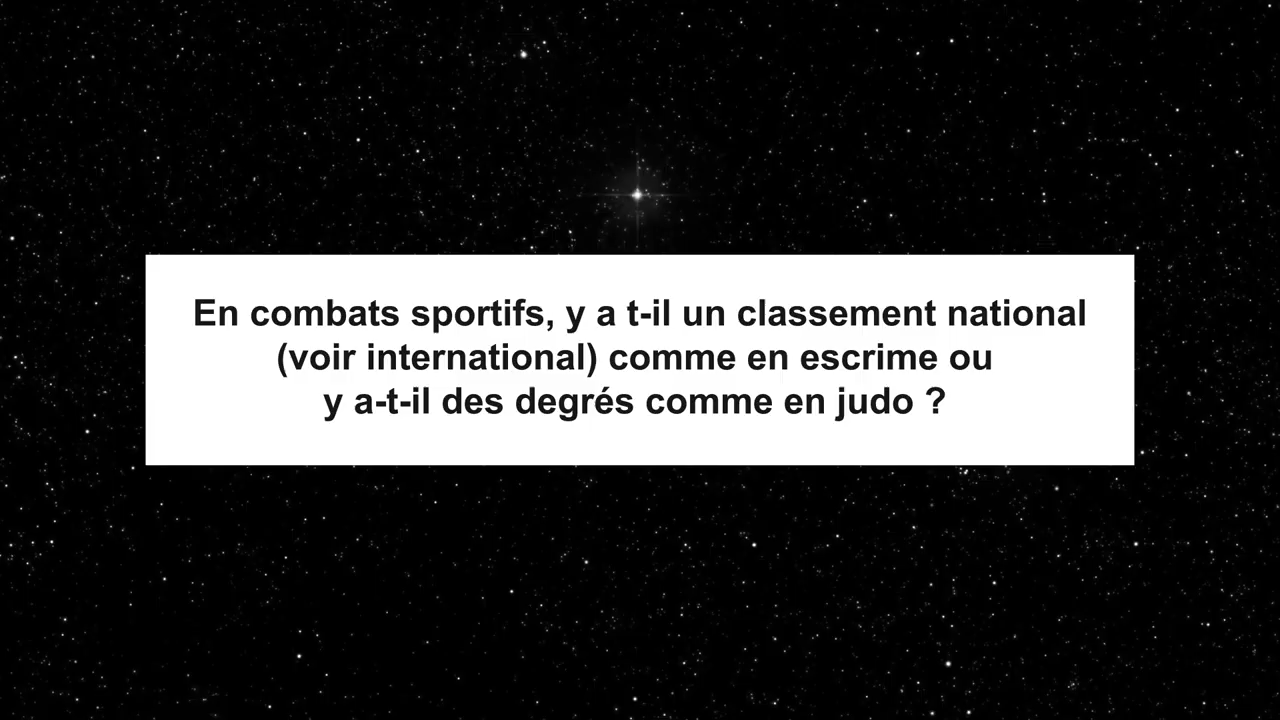 En combats sportifs, y a t-il un classement national
(voir international) comme en escrime ou
y a-t-il des degrés comme en judo ?